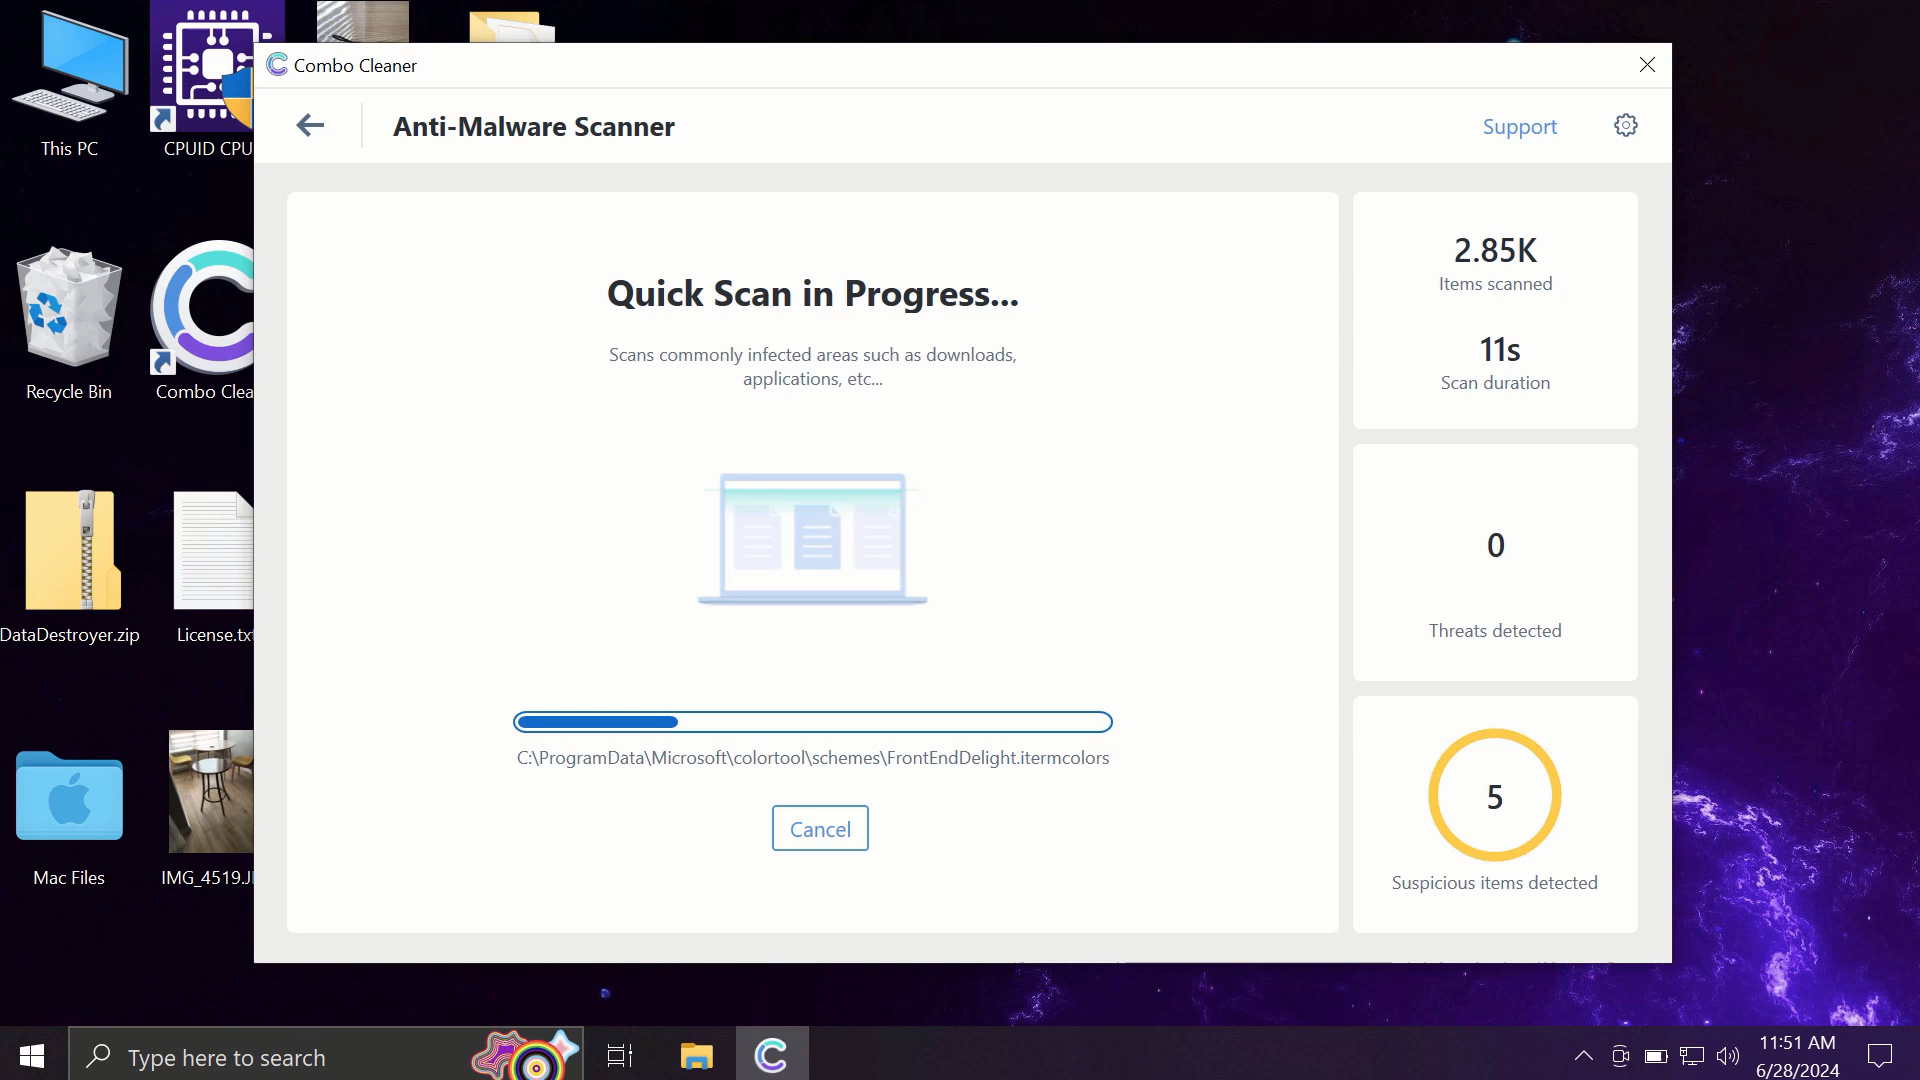 This PC
CPUID CPU
Recycle Bin
Combo Clea
DataDestroyer.zip
License.txt
Mac Files
IMG_4519.J
Combo Cleaner
Anti-Malware Scanner
Support
Quick Scan in Progress...
Scans commonly infected areas such as downloads,
applications, etc...
C:\ProgramData\Microsoft\colortool\schemes\FrontEndDelight.itermcolors
Cancel
2.85K
Items scanned
11s
Scan duration
0
Threats detected
5
Suspicious items detected
Type here to search
11:51 AM
6/28/2024